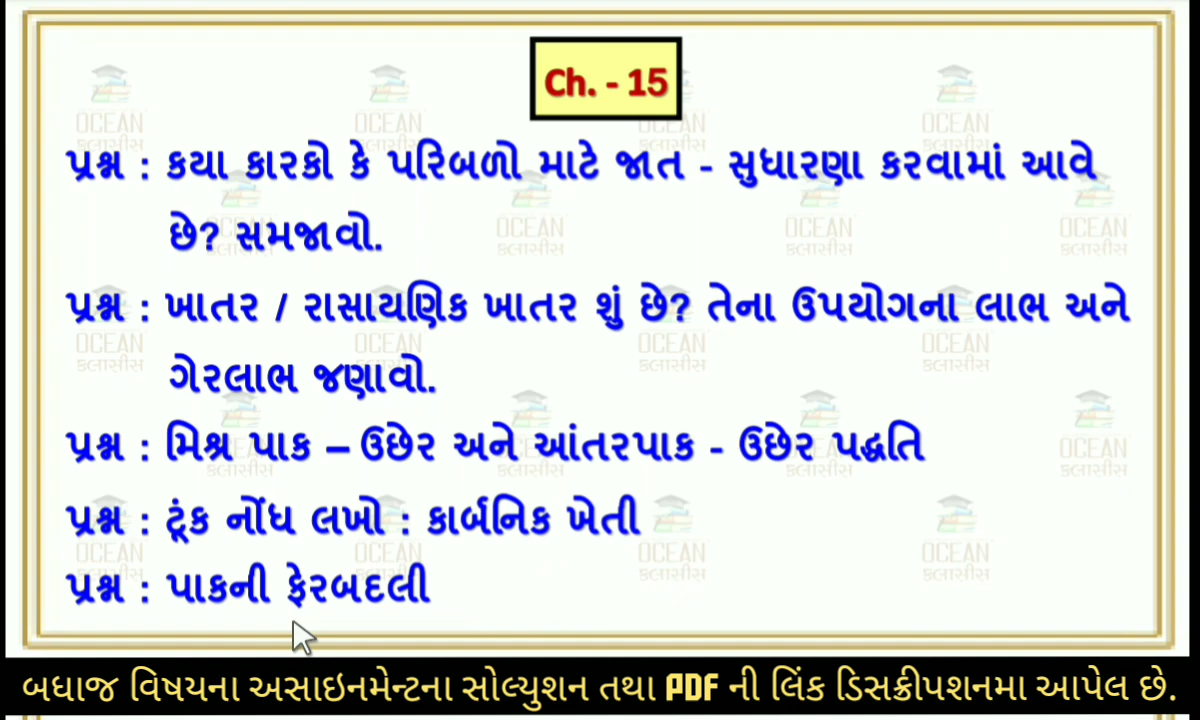 Ch. - 15
પ્રશ્ન : કયા કારકો કે પરિબળો માટે જાત - સુધારણા કરવામાં આવે
છે? સમજાવો.
પ્રશ્ન : ખાતર / રાસાયણિક ખાતર શું છે? તેના ઉપયોગના લાભ અને
ગેરલાભ જણાવો.
પ્રશ્ન : મિશ્ર પાક – ઉછેર અને આંતરપાક - ઉછેર પદ્ધતિ
પ્રશ્ન : ટૂંક નોંધ લખો : કાર્બનિક ખેતી
પ્રશ્ન : પાકની ફેરબદલી
બધાજ વિષયના અસાઇનમેન્ટના સોલ્યુશન તથા PDF ની લિંક ડિસક્રીપશનમા આપેલ છે.